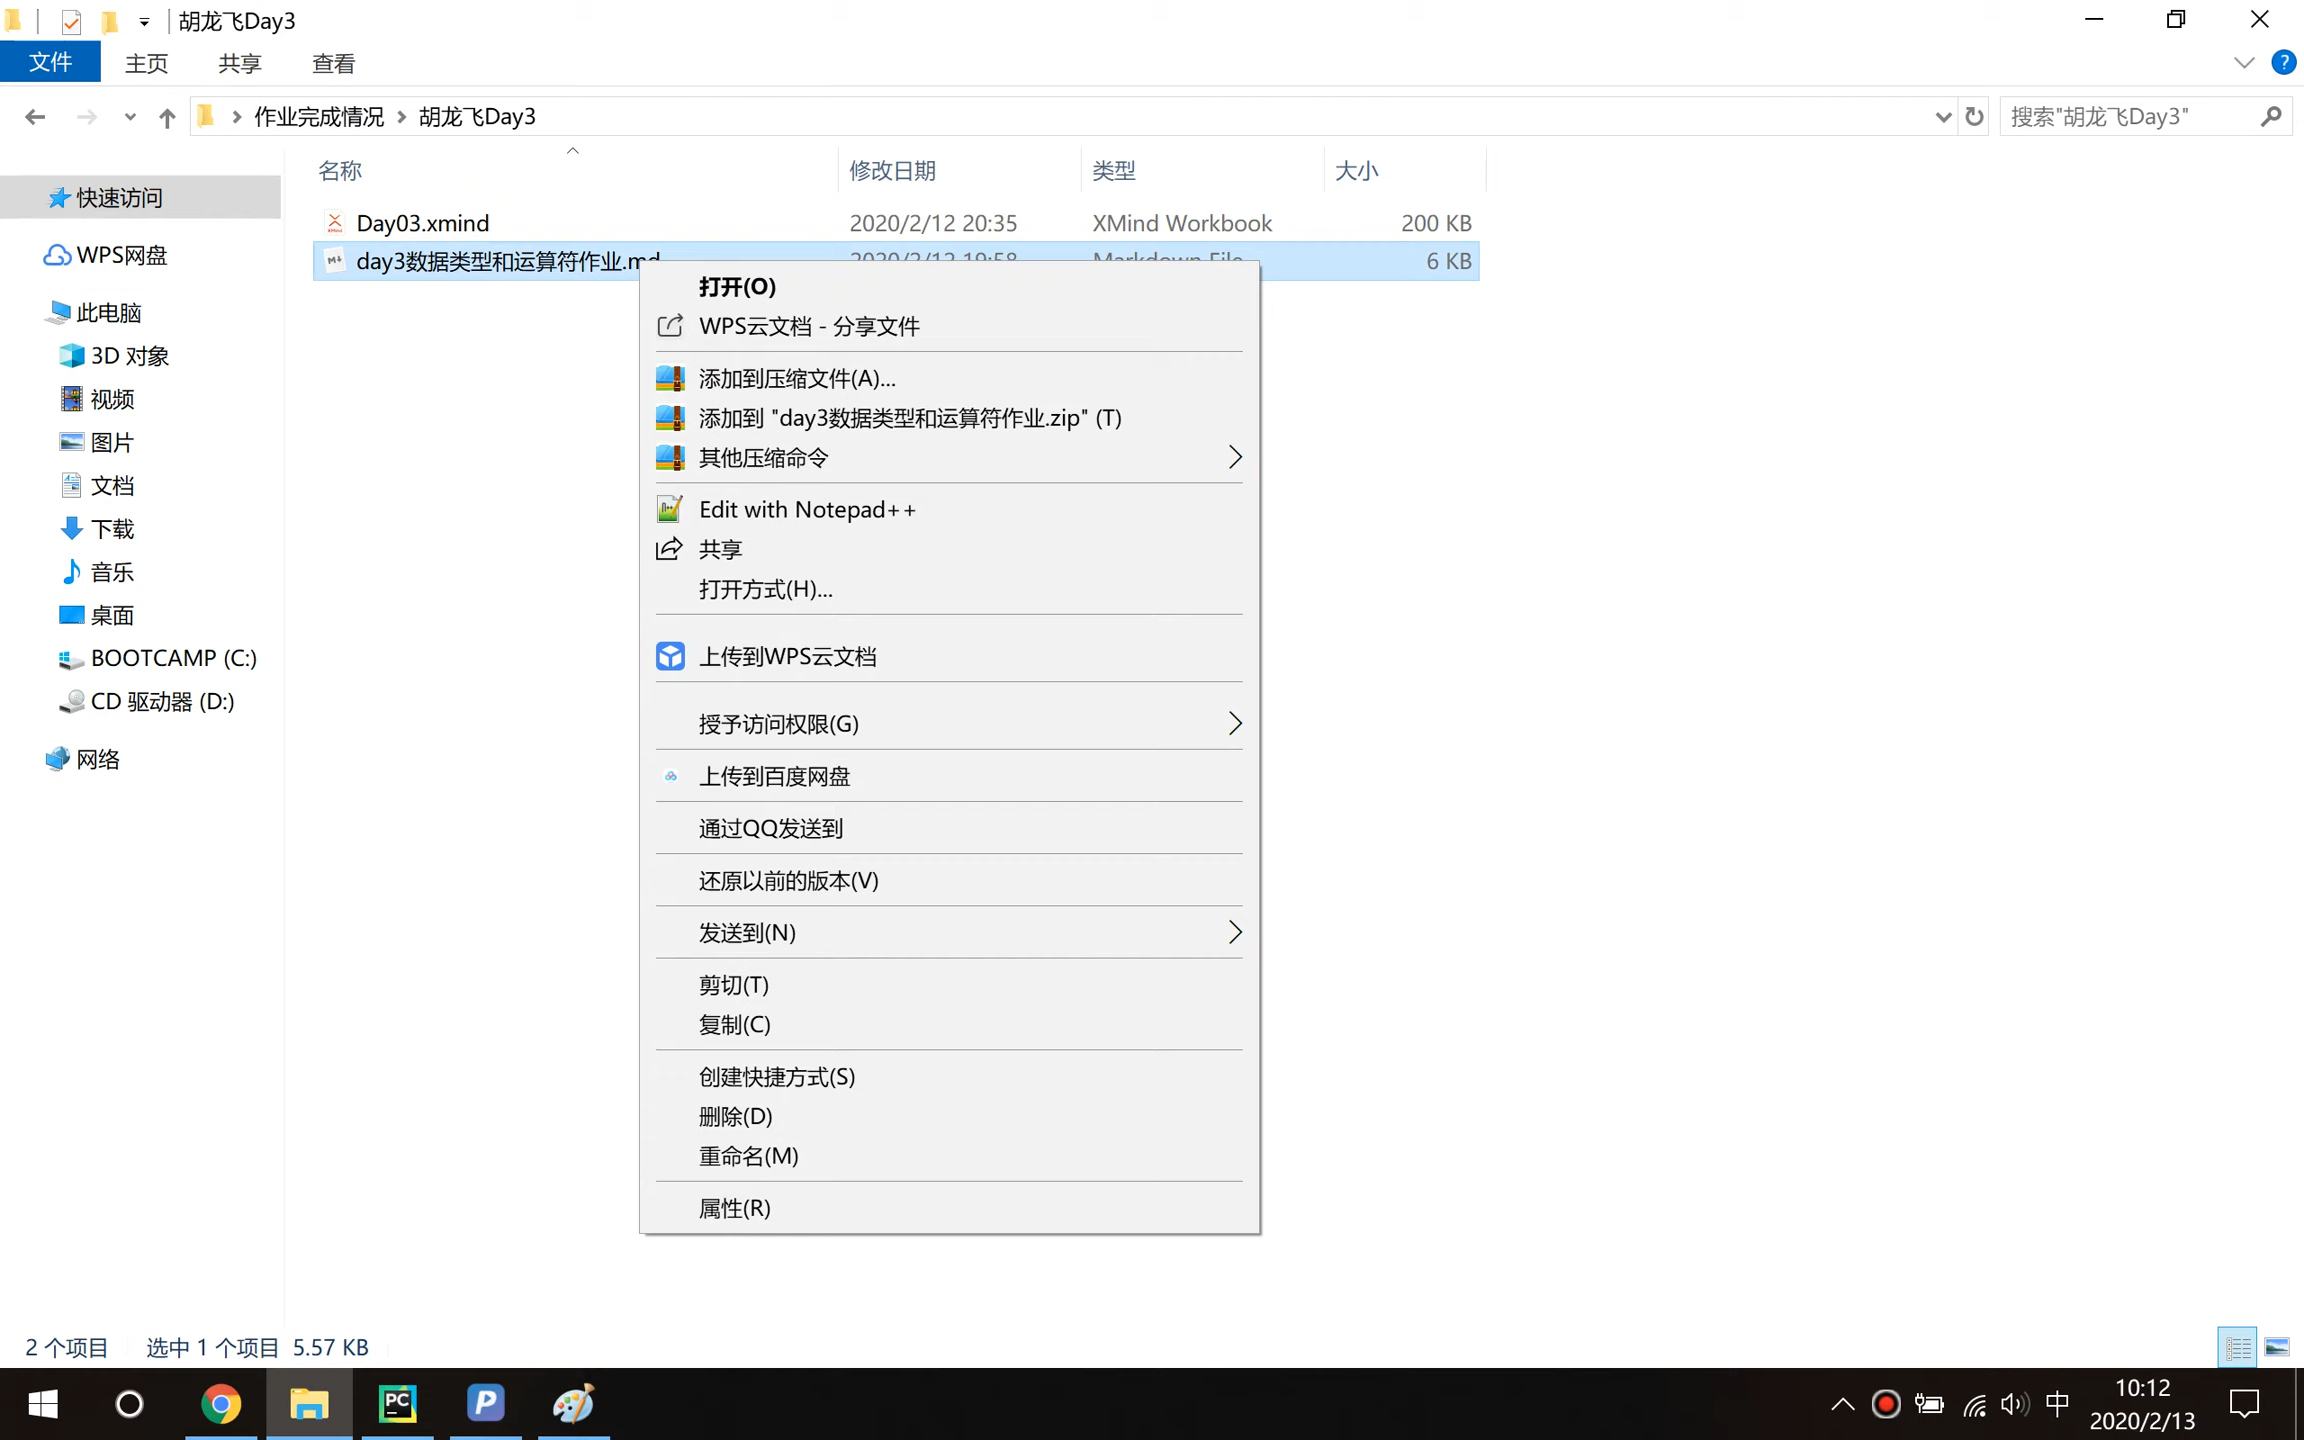 胡龙飞Day3
文件 主页 共享 查看
作业完成情况 胡龙飞Day3 搜索"胡龙飞Day3"
名称 修改日期 类型 大小
快速访问
WPS网盘
此电脑
3D 对象
视频
图片
文档
下载
音乐
桌面
BOOTCAMP (C:)
CD 驱动器 (D:)
网络
Day03.xmind 2020/2/12 20:35 XMind Workbook 200 KB
day3数据类型和运算符作业.md 2020/2/12 19:58 Markdown File 6 KB
打开(O)
WPS云文档 - 分享文件
添加到压缩文件(A)...
添加到 "day3数据类型和运算符作业.zip" (T)
其他压缩命令
Edit with Notepad++
共享
打开方式(H)...
上传到WPS云文档
授予访问权限(G)
上传到百度网盘
通过QQ发送到
还原以前的版本(V)
发送到(N)
剪切(T)
复制(C)
创建快捷方式(S)
删除(D)
重命名(M)
属性(R)
2 个项目 选中 1 个项目 5.57 KB
PC
P
中
10:12
2020/2/13